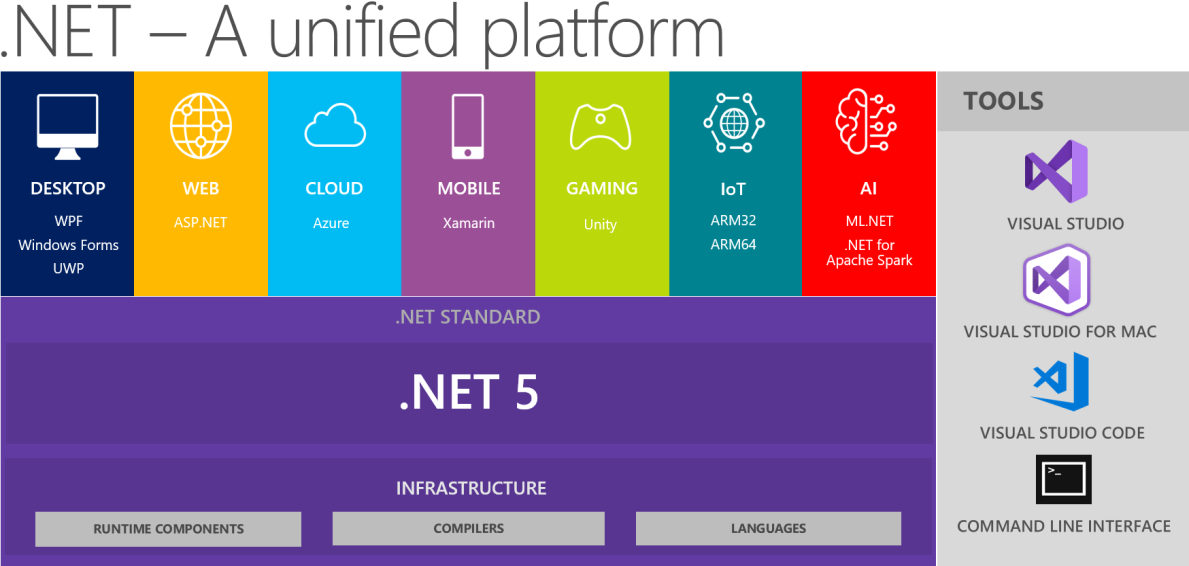 .NET – A unified platform
DESKTOP
WPF
Windows Forms
UWP
WEB
ASP.NET
CLOUD
Azure
MOBILE
Xamarin
GAMING
Unity
IoT
ARM32
ARM64
AI
ML.NET
.NET for
Apache Spark
.NET STANDARD
.NET 5
INFRASTRUCTURE
RUNTIME COMPONENTS
COMPILERS
LANGUAGES
TOOLS
VISUAL STUDIO
VISUAL STUDIO FOR MAC
VISUAL STUDIO CODE
>_
COMMAND LINE INTERFACE